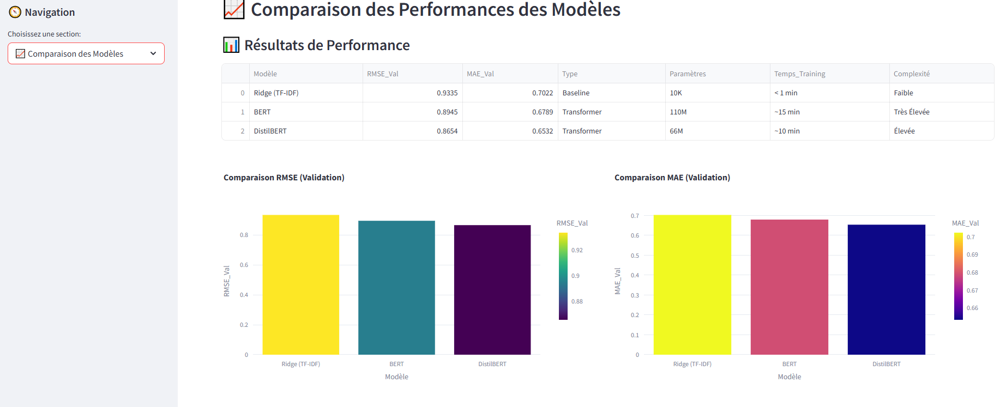 Navigation
Choisissez une section:
Comparaison des Modèles
Comparaison des Performances des Modèles
Résultats de Performance
Modèle RMSE_Val MAE_Val Type Paramètres Temps_Training Complexité
0 Ridge (TF-IDF) 0.9335 0.7022 Baseline 10K < 1 min Faible
1 BERT 0.8945 0.6789 Transformer 110M ~15 min Très Élevée
2 DistilBERT 0.8654 0.6532 Transformer 66M ~10 min Élevée
Comparaison RMSE (Validation)
RMSE_Val
0.8
0.6
0.4
0.2
0
Ridge (TF-IDF) BERT DistilBERT
Modèle
RMSE_Val
0.92
0.9
0.88
Comparaison MAE (Validation)
MAE_Val
0.7
0.6
0.5
0.4
0.3
0.2
0.1
0
Ridge (TF-IDF) BERT DistilBERT
Modèle
MAE_Val
0.7
0.69
0.68
0.67
0.66